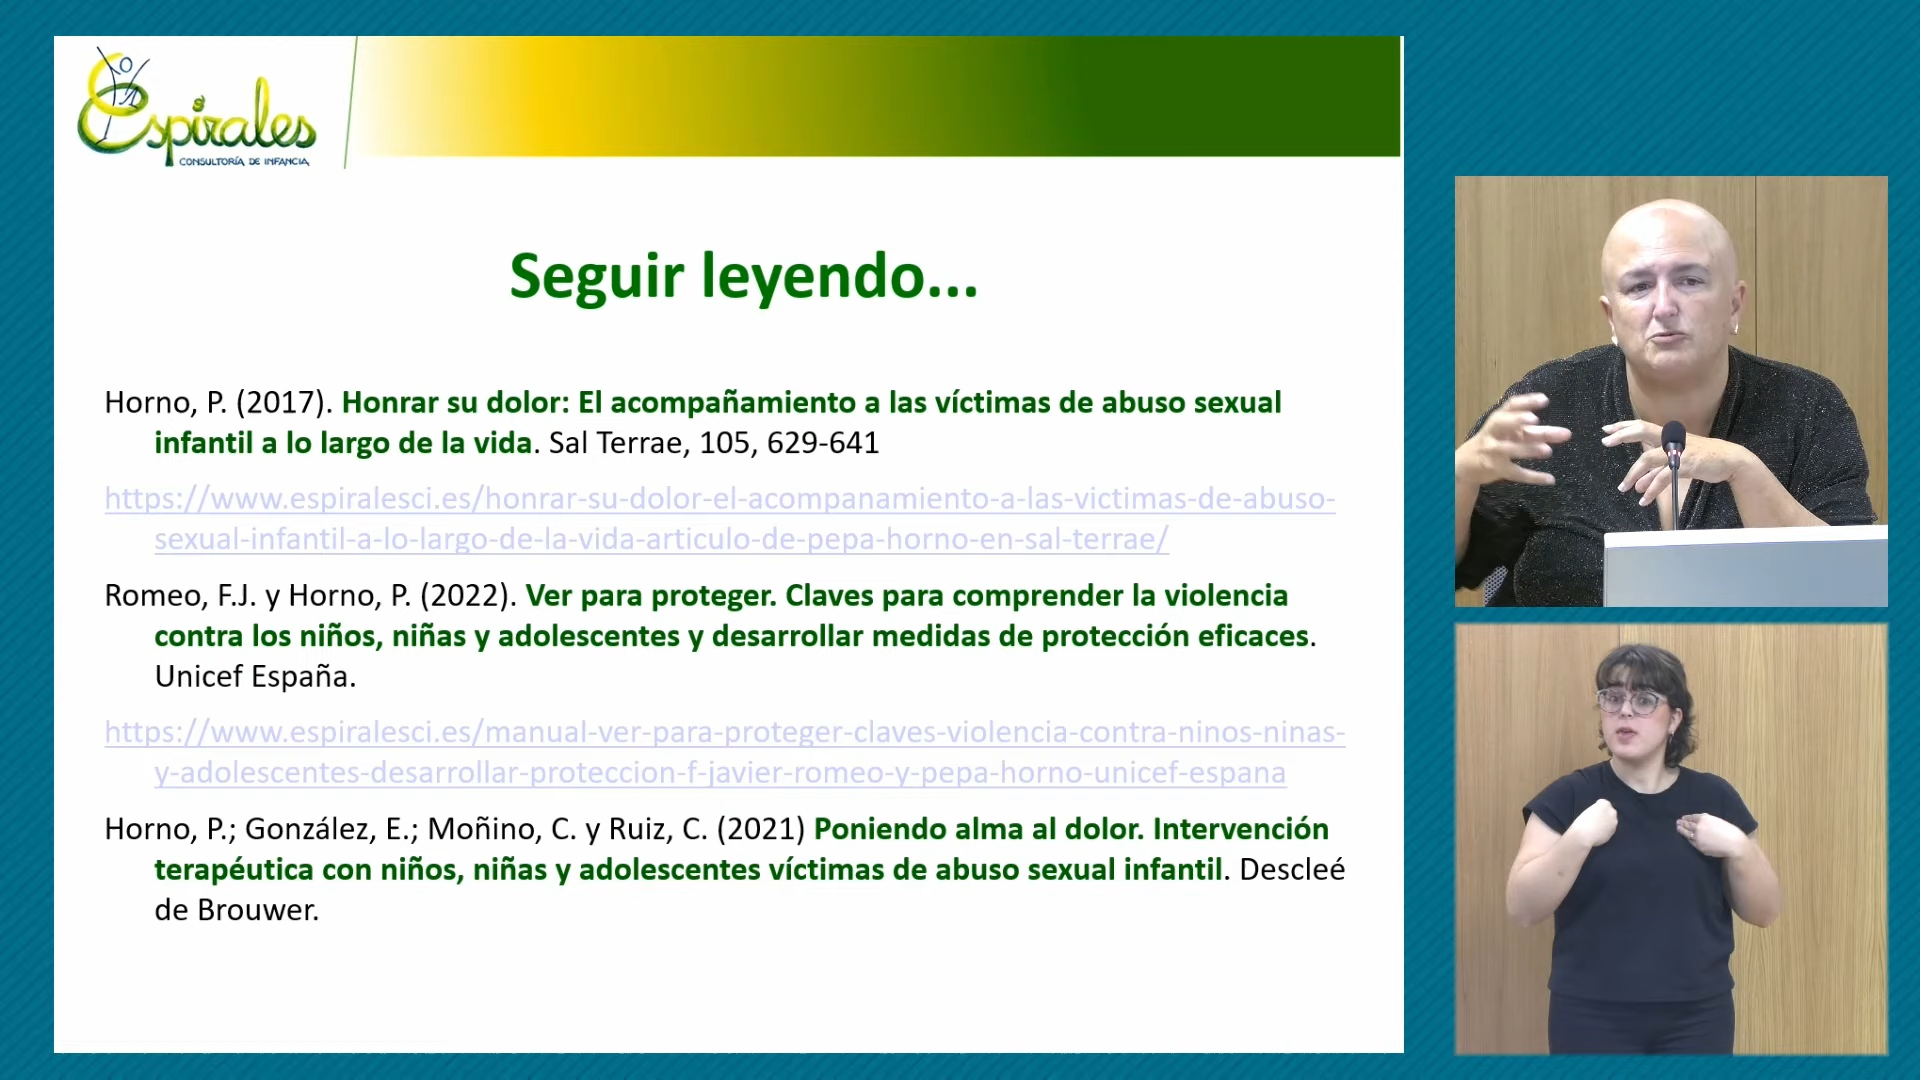 Espirales
CONSULTORÍA DE INFANCIA
Seguir leyendo...
Horno, P. (2017). Honrar su dolor: El acompañamiento a las víctimas de abuso sexual
infantil a lo largo de la vida. Sal Terrae, 105, 629-641
https://www.espiralesci.es/honrar-su-dolor-el-acompanamiento-a-las-victimas-de-abuso-
sexual-infantil-a-lo-largo-de-la-vida-articulo-de-pepa-horno-en-sal-terrae/
Romeo, F.J. y Horno, P. (2022). Ver para proteger. Claves para comprender la violencia
contra los niños, niñas y adolescentes y desarrollar medidas de protección eficaces.
Unicef España.
https://www.espiralesci.es/manual-ver-para-proteger-claves-violencia-contra-ninos-ninas-
y-adolescentes-desarrollar-proteccion-f-javier-romeo-y-pepa-horno-unicef-espana
Horno, P.; González, E.; Moñino, C. y Ruiz, C. (2021) Poniendo alma al dolor. Intervención
terapéutica con niños, niñas y adolescentes víctimas de abuso sexual infantil. Descleé
de Brouwer.